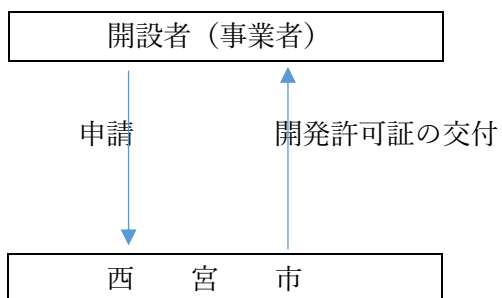 開設者（事業者）
申請
開発許可証の交付
西　宮　市